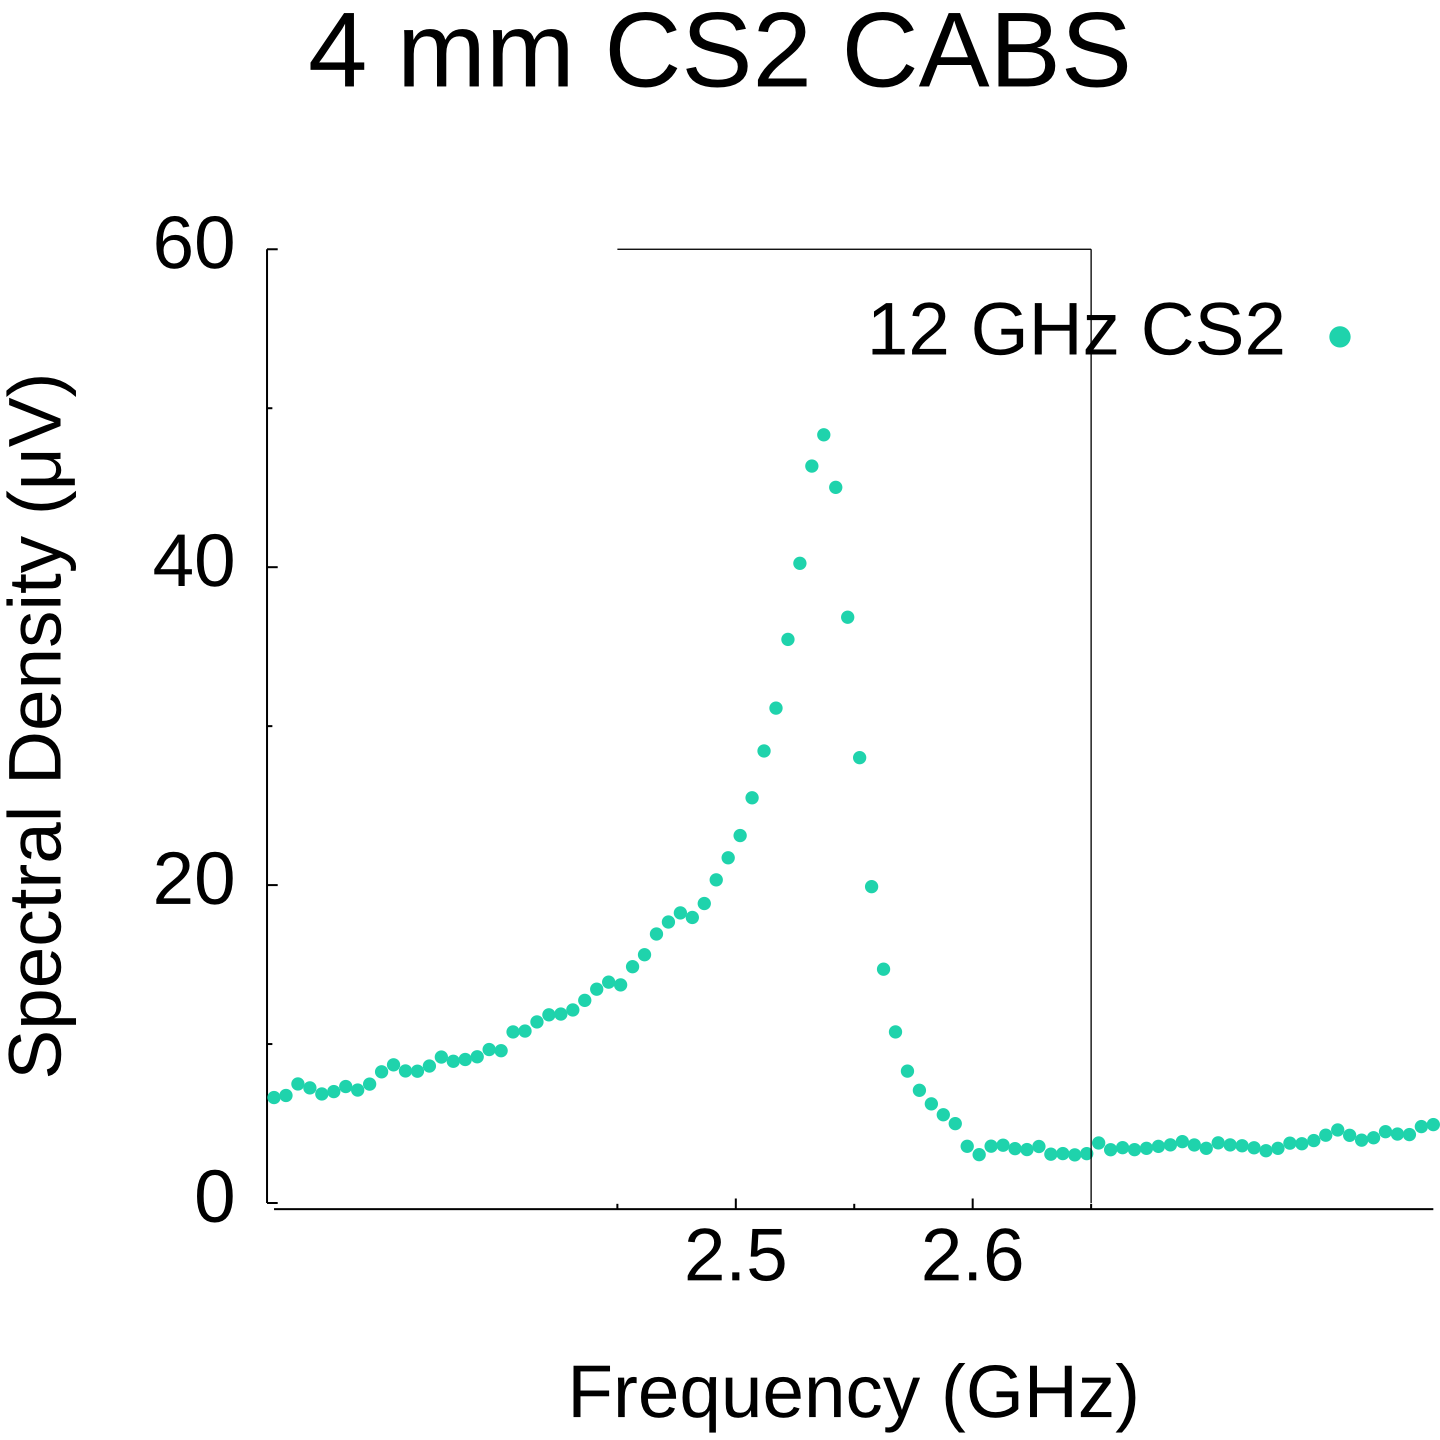 4 mm CS2 CABS
60
12 GHz CS2
40
20
0
Spectral Density (μV)
2.5 2.6
Frequency (GHz)